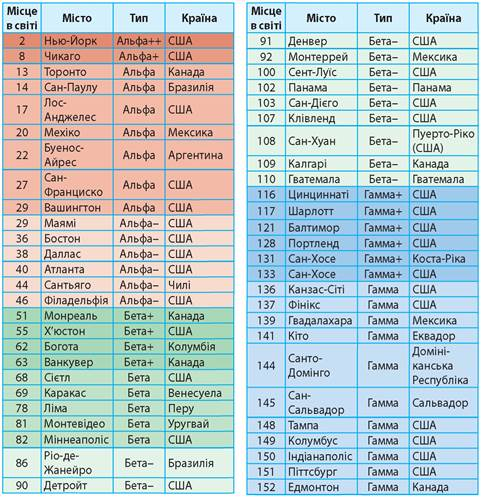 Місце в світі | Місто | Тип | Країна
2 | Нью-Йорк | Альфа++ | США
8 | Чикаго | Альфа+ | США
13 | Торонто | Альфа | Канада
14 | Сан-Паулу | Альфа | Бразилія
17 | Лос-Анджелес | Альфа | США
20 | Мехіко | Альфа | Мексика
22 | Буенос-Айрес | Альфа | Аргентина
27 | Сан-Франциско | Альфа | США
29 | Вашингтон | Альфа | США
29 | Маямі | Альфа– | США
36 | Бостон | Альфа– | США
38 | Даллас | Альфа– | США
40 | Атланта | Альфа– | США
44 | Сантьяго | Альфа– | Чилі
46 | Філадельфія | Альфа– | США
51 | Монреаль | Бета+ | Канада
55 | Х'юстон | Бета+ | США
62 | Богота | Бета+ | Колумбія
63 | Ванкувер | Бета+ | Канада
68 | Сієтл | Бета | США
69 | Каракас | Бета | Венесуела
78 | Ліма | Бета | Перу
81 | Монтевідео | Бета | Уругвай
82 | Міннеаполіс | Бета | США
86 | Ріо-де-Жанейро | Бета– | Бразилія
90 | Детройт | Бета– | США
Місце в світі | Місто | Тип | Країна
91 | Денвер | Бета– | США
92 | Монтеррей | Бета– | Мексика
100 | Сент-Луїс | Бета– | США
102 | Панама | Бета– | Панама
103 | Сан-Дієго | Бета– | США
107 | Клівленд | Бета– | США
108 | Сан-Хуан | Бета– | Пуерто-Ріко (США)
109 | Калгарі | Бета– | Канада
110 | Гватемала | Бета– | Гватемала
116 | Цинциннаті | Гамма+ | США
117 | Шарлотт | Гамма+ | США
121 | Балтимор | Гамма+ | США
128 | Портленд | Гамма+ | США
131 | Сан-Хосе | Гамма+ | Коста-Ріка
133 | Сан-Хосе | Гамма+ | США
136 | Канзас-Сіті | Гамма | США
137 | Фінікс | Гамма | США
139 | Гвадалахара | Гамма | Мексика
141 | Кіто | Гамма | Еквадор
144 | Санто-Домінго | Гамма | Доміні-канська Республіка
145 | Сан-Сальвадор | Гамма | Сальвадор
148 | Тампа | Гамма | США
149 | Колумбус | Гамма | США
150 | Індіанаполіс | Гамма | США
151 | Піттсбург | Гамма | США
152 | Едмонтон | Гамма | Канада